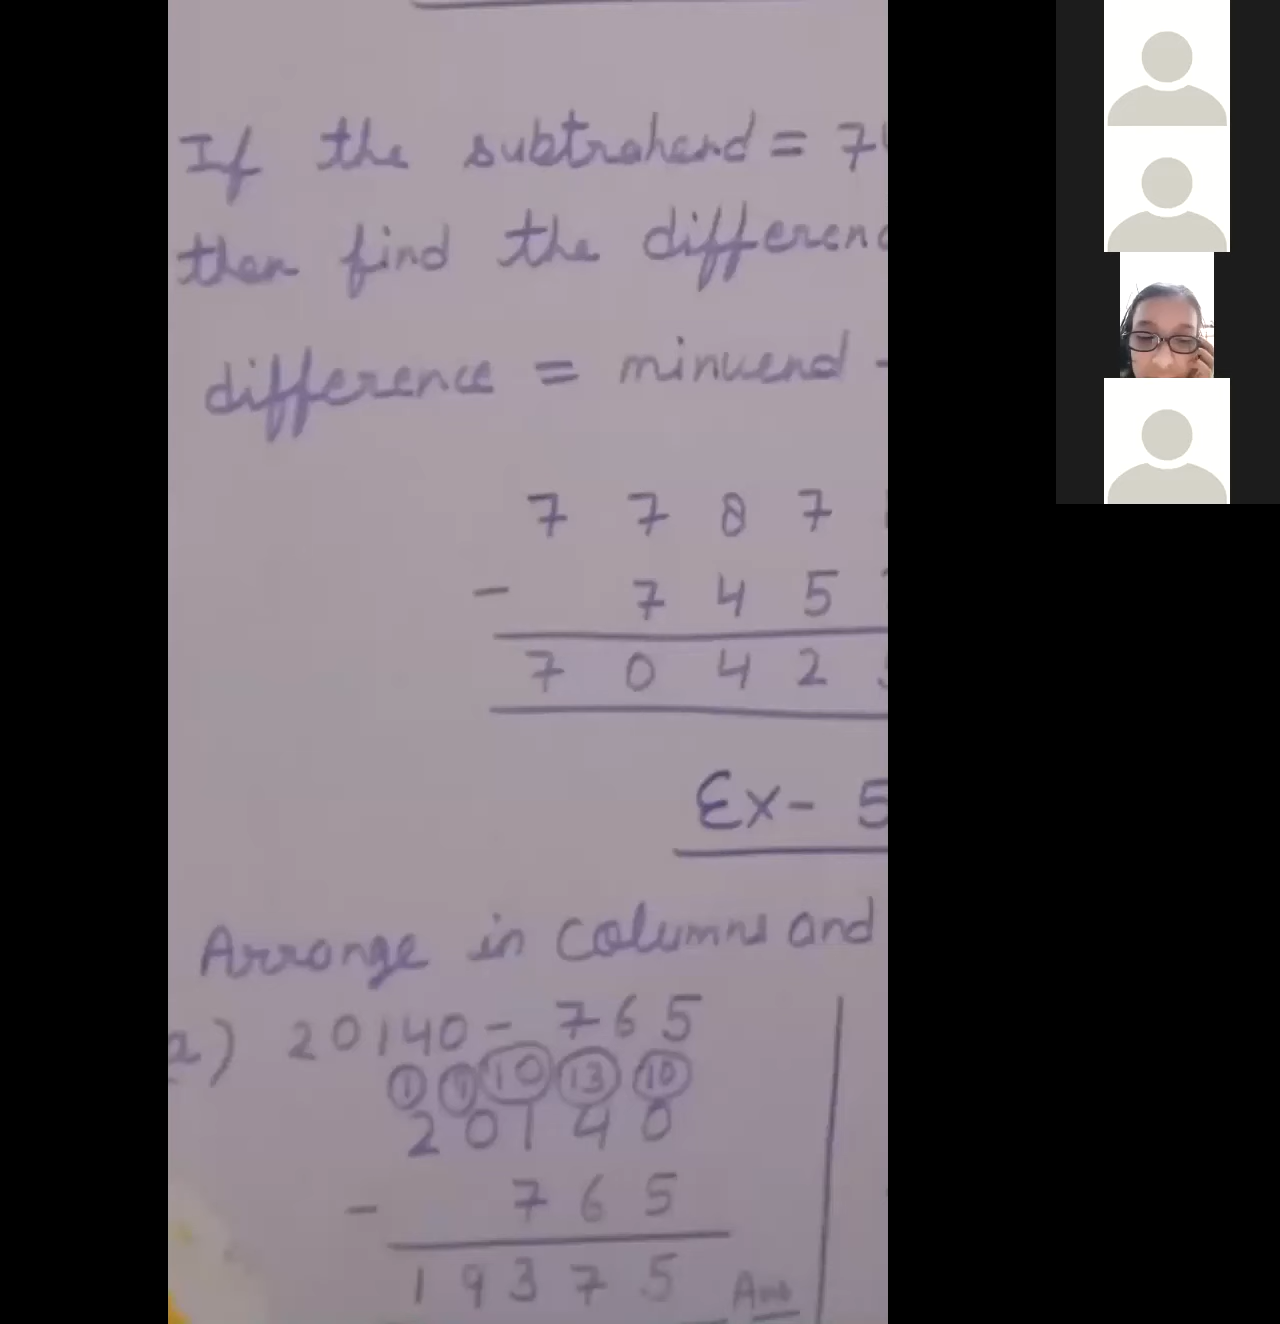 If the subtrahend = 7
then find the differenc
difference = minuend -
7 7 8 7
- 7 4 5
7 0 4 2
Ex- 5
Arrange in columns and
a) 20140 - 765
1 9 10 13 10
2 0 1 4 0
- 7 6 5
1 9 3 7 5 Ans